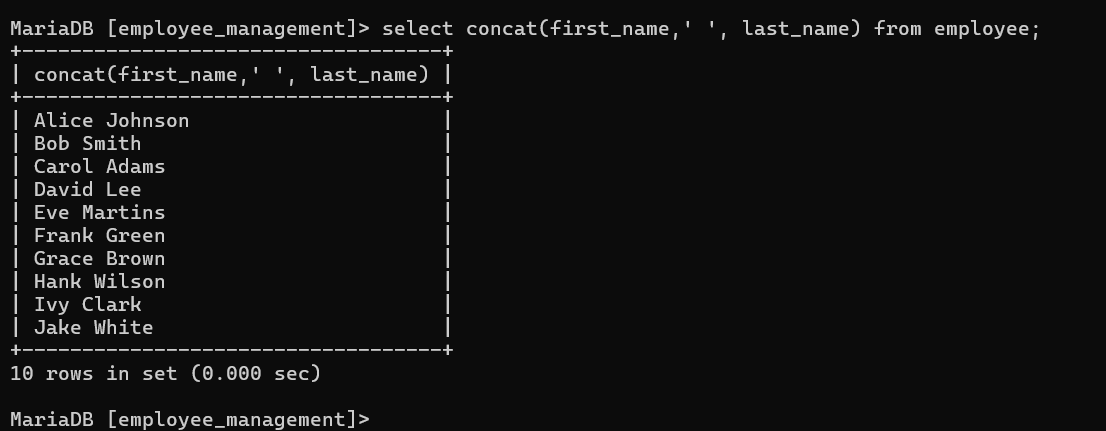 MariaDB [employee_management]> select concat(first_name,' ', last_name) from employee;
+-----------------------------------+
| concat(first_name,' ', last_name) |
+-----------------------------------+
| Alice Johnson                     |
| Bob Smith                         |
| Carol Adams                       |
| David Lee                         |
| Eve Martins                       |
| Frank Green                       |
| Grace Brown                       |
| Hank Wilson                       |
| Ivy Clark                         |
| Jake White                        |
+-----------------------------------+
10 rows in set (0.000 sec)
MariaDB [employee_management]>